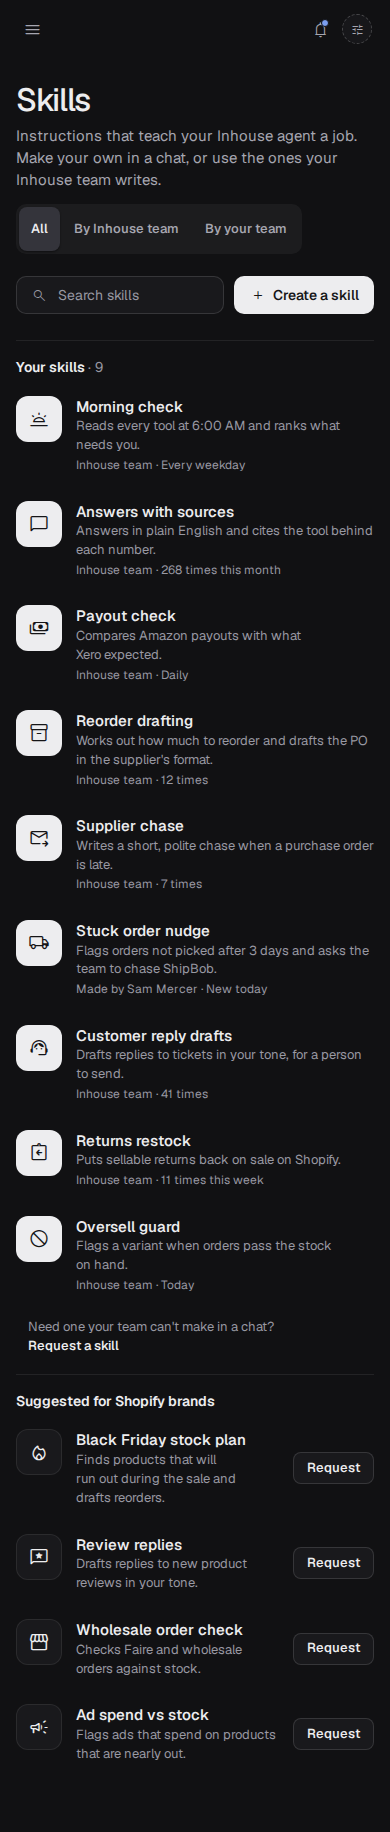 Skills
Instructions that teach your Inhouse agent a job.
Make your own in a chat, or use the ones your
Inhouse team writes.
All By Inhouse team By your team
Search skills + Create a skill
Your skills · 9
Morning check
Reads every tool at 6:00 AM and ranks what
needs you.
Inhouse team · Every weekday
Answers with sources
Answers in plain English and cites the tool behind
each number.
Inhouse team · 268 times this month
Payout check
Compares Amazon payouts with what
Xero expected.
Inhouse team · Daily
Reorder drafting
Works out how much to reorder and drafts the PO
in the supplier's format.
Inhouse team · 12 times
Supplier chase
Writes a short, polite chase when a purchase order
is late.
Inhouse team · 7 times
Stuck order nudge
Flags orders not picked after 3 days and asks the
team to chase ShipBob.
Made by Sam Mercer · New today
Customer reply drafts
Drafts replies to tickets in your tone, for a person
to send.
Inhouse team · 41 times
Returns restock
Puts sellable returns back on sale on Shopify.
Inhouse team · 11 times this week
Oversell guard
Flags a variant when orders pass the stock
on hand.
Inhouse team · Today
Need one your team can't make in a chat?
Request a skill
Suggested for Shopify brands
Black Friday stock plan
Finds products that will
run out during the sale and
drafts reorders.
Request
Review replies
Drafts replies to new product
reviews in your tone.
Request
Wholesale order check
Checks Faire and wholesale
orders against stock.
Request
Ad spend vs stock
Flags ads that spend on products
that are nearly out.
Request